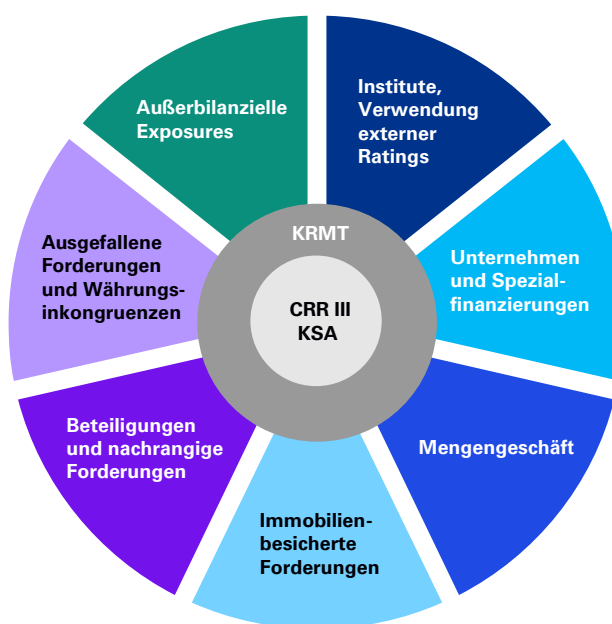 Außerbilanzielle
Exposures
Institute,
Verwendung
externer
Ratings
Ausgefallene
Forderungen
und Währungs-
inkongruenzen
KRMT
CRR III
KSA
Unternehmen
und Spezial-
finanzierungen
Beteiligungen
und nachrangige
Forderungen
Mengengeschäft
Immobilien-
besicherte
Forderungen